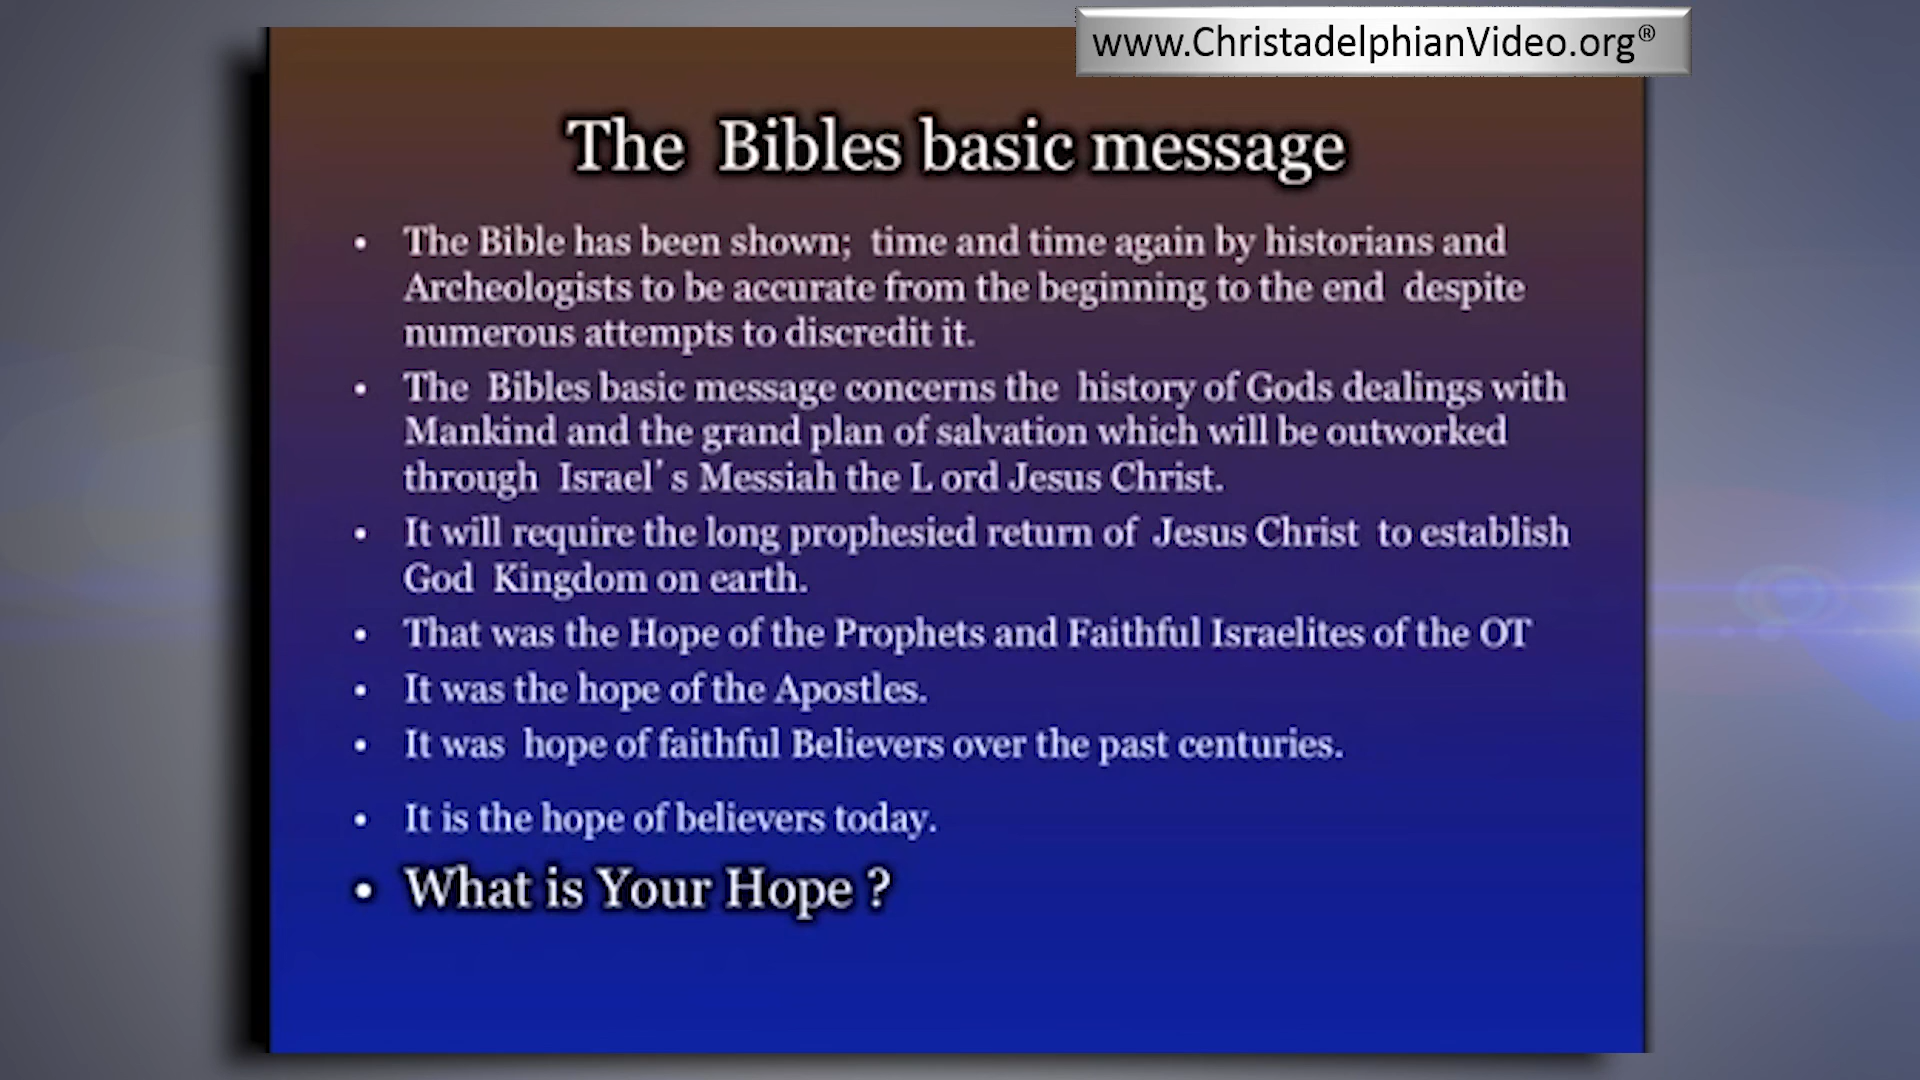 www.ChristadelphianVideo.org®
The Bibles basic message
• The Bible has been shown; time and time again by historians and
Archeologists to be accurate from the beginning to the end despite
numerous attempts to discredit it.
• The Bibles basic message concerns the history of Gods dealings with
Mankind and the grand plan of salvation which will be outworked
through Israel's Messiah the L ord Jesus Christ.
• It will require the long prophesied return of Jesus Christ to establish
God Kingdom on earth.
• That was the Hope of the Prophets and Faithful Israelites of the OT
• It was the hope of the Apostles.
• It was hope of faithful Believers over the past centuries.
• It is the hope of believers today.
• What is Your Hope ?